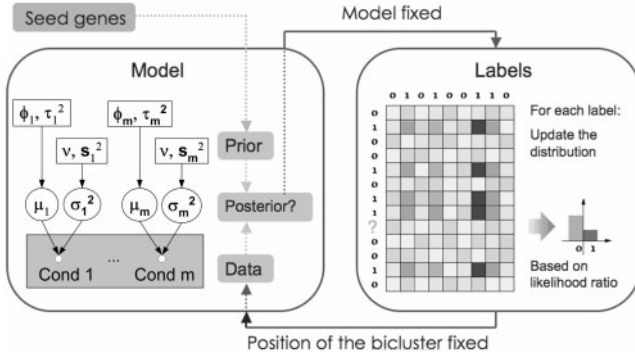 Seed genes
Model fixed
Model
Labels
ϕ₁, τ₁²
ϕₘ, τₘ²
ν, s₁²
ν, sₘ²
μ₁
σ₁²
μₘ
σₘ²
Cond 1
...
Cond m
Prior
Posterior?
Data
0 1 0 1 0 0 1 1 0
0
1
0
0
0
1
0
1
1
?
0
0
1
0
For each label:
Update the
distribution
0 1
Based on
likelihood ratio
Position of the bicluster fixed